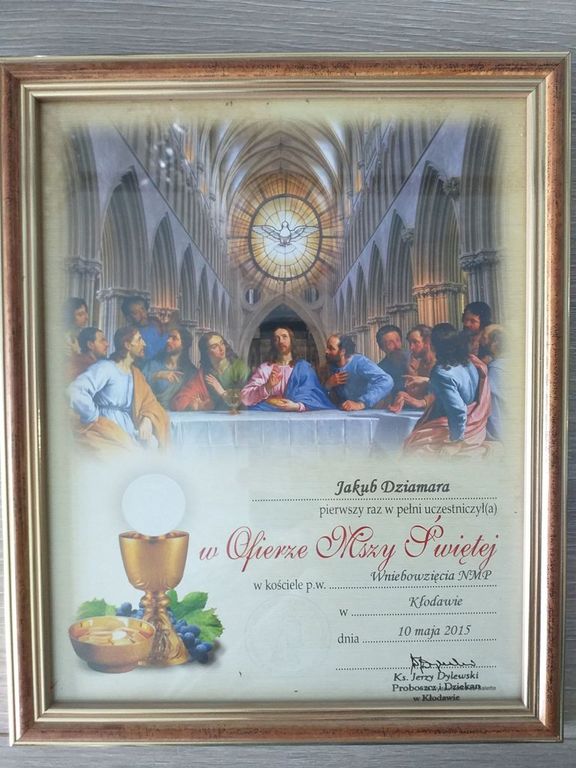 Jakub Dziamara
pierwszy raz w pełni uczestniczył(a)
w Ofierze Mszy Świętej
w kościele p.w. Wniebowzięcia NMP
w Kłodawie
dnia 10 maja 2015
Ks. Jerzy Dylewski
Proboszcz i Dziekan
w Kłodawie